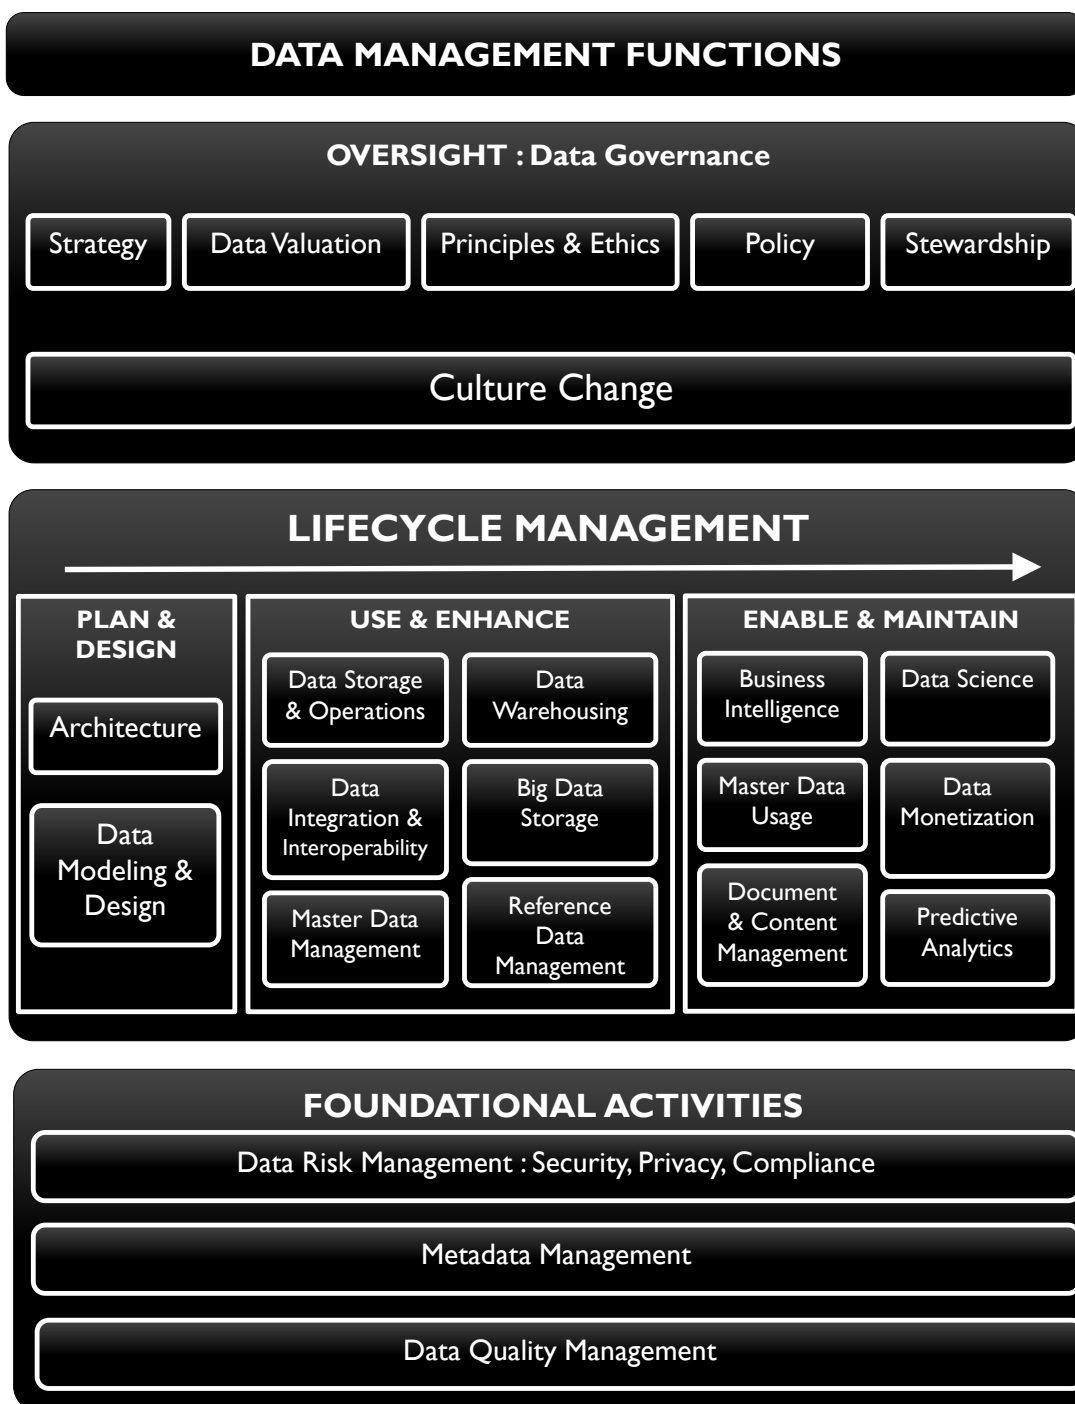 DATA MANAGEMENT FUNCTIONS
OVERSIGHT : Data Governance
Strategy
Data Valuation
Principles & Ethics
Policy
Stewardship
Culture Change
LIFECYCLE MANAGEMENT
PLAN &
DESIGN
Architecture
Data
Modeling &
Design
USE & ENHANCE
Data Storage
& Operations
Data
Warehousing
Data
Integration &
Interoperability
Big Data
Storage
Master Data
Management
Reference
Data
Management
ENABLE & MAINTAIN
Business
Intelligence
Data Science
Master Data
Usage
Data
Monetization
Document
& Content
Management
Predictive
Analytics
FOUNDATIONAL ACTIVITIES
Data Risk Management : Security, Privacy, Compliance
Metadata Management
Data Quality Management